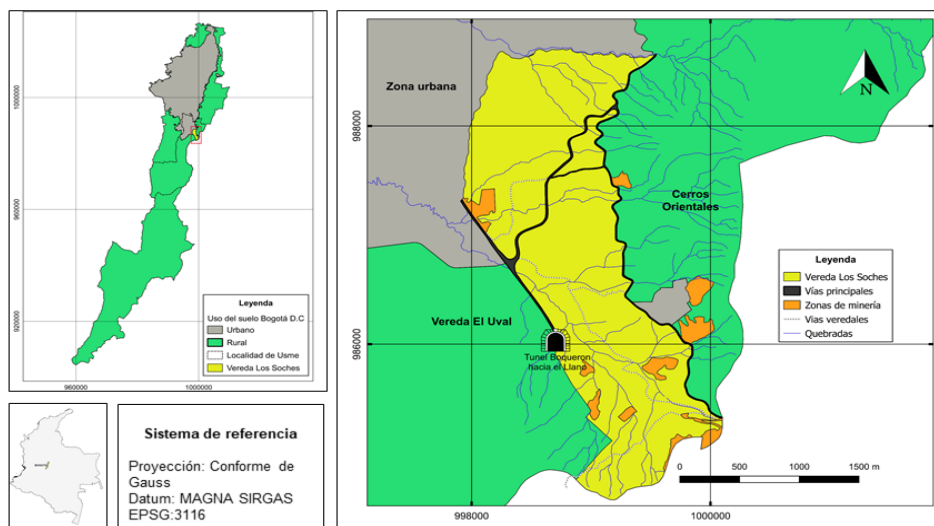 1000000
960000
920000
960000
1000000
Leyenda
Uso del suelo Bogotá D.C
Urbano
Rural
Localidad de Usme
Vereda Los Soches
Sistema de referencia
Proyección: Conforme de
Gauss
Datum: MAGNA SIRGAS
EPSG:3116
Zona urbana
N
988000
Cerros
Orientales
Leyenda
Vereda Los Soches
Vías principales
Zonas de minería
Vias veredales
Quebradas
Vereda El Uval
986000
Tunel Boqueron
hacia el Llano
0 500 1000 1500 m
998000
1000000